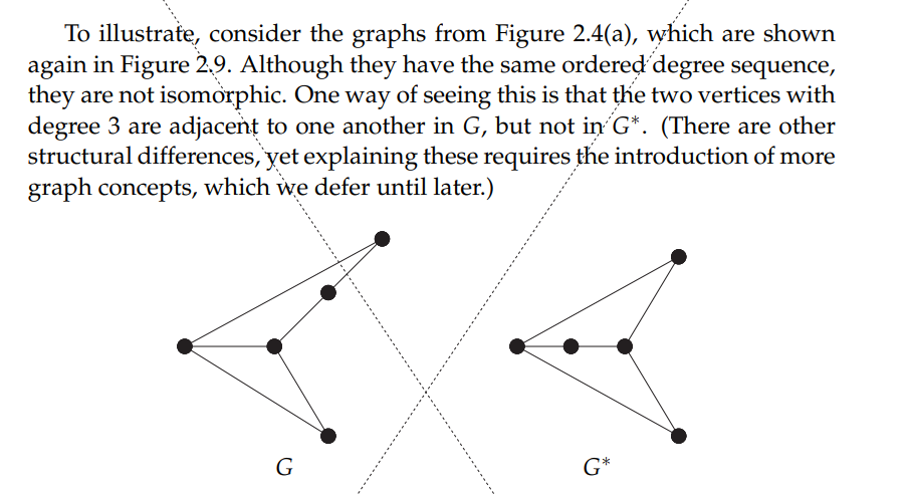 To illustrate, consider the graphs from Figure 2.4(a), which are shown
again in Figure 2.9. Although they have the same ordered degree sequence,
they are not isomorphic. One way of seeing this is that the two vertices with
degree 3 are adjacent to one another in G, but not in G*. (There are other
structural differences, yet explaining these requires the introduction of more
graph concepts, which we defer until later.)
G G*